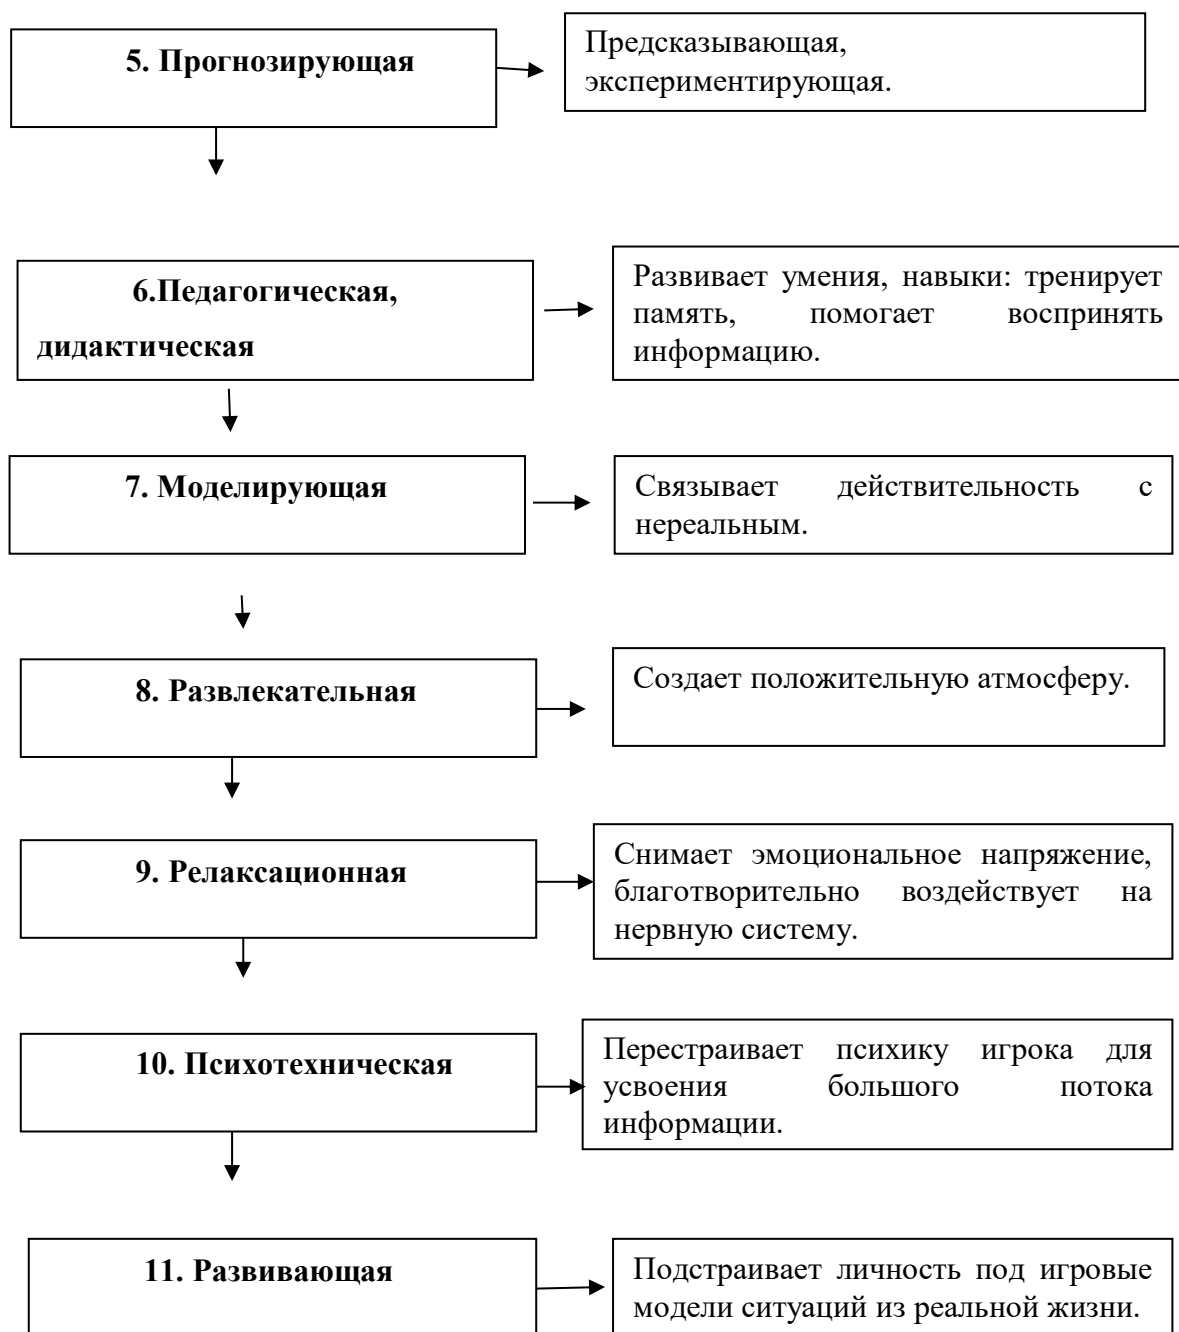 5. Прогнозирующая
Предсказывающая,
экспериментирующая.
6.Педагогическая,
дидактическая
Развивает умения, навыки: тренирует
память, помогает воспринять
информацию.
7. Моделирующая
Связывает действительность с
нереальным.
8. Развлекательная
Создает положительную атмосферу.
9. Релаксационная
Снимает эмоциональное напряжение,
благотворительно воздействует на
нервную систему.
10. Психотехническая
Перестраивает психику игрока для
усвоения большого потока
информации.
11. Развивающая
Подстраивает личность под игровые
модели ситуаций из реальной жизни.